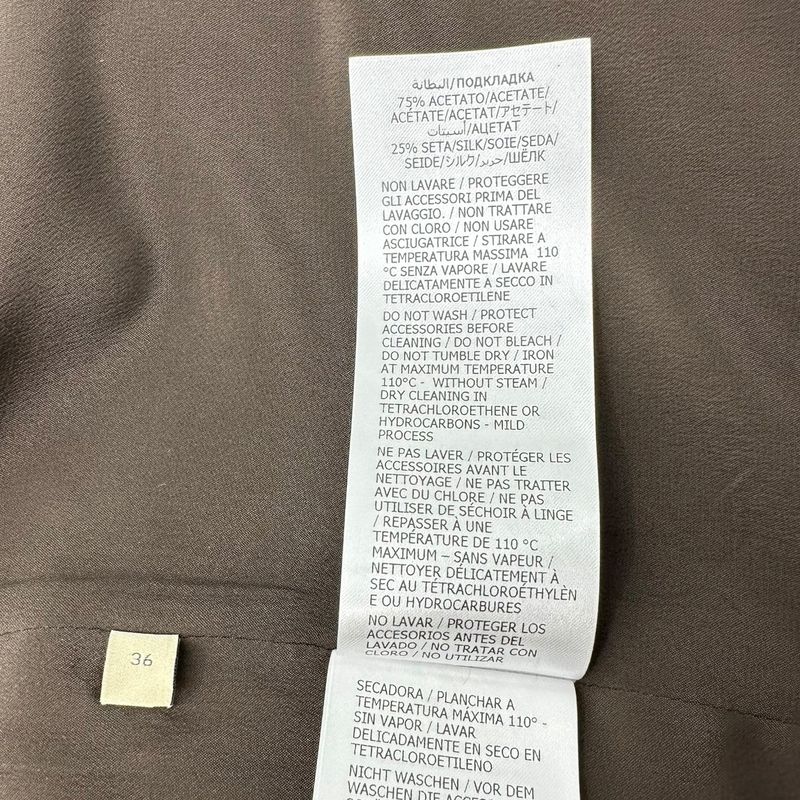 البطانة/ПОДКЛАДКА
75% ACETATO/ACETATE/
ACÉTATE/ACETAT/アセテート/
أسيتات/АЦЕТАТ
25% SETA/SILK/SOIE/SEDA/
SEIDE/シルク/حرير/ШЁЛК
NON LAVARE / PROTEGGERE
GLI ACCESSORI PRIMA DEL
LAVAGGIO. / NON TRATTARE
CON CLORO / NON USARE
ASCIUGATRICE / STIRARE A
TEMPERATURA MASSIMA 110
°C SENZA VAPORE / LAVARE
DELICATAMENTE A SECCO IN
TETRACLOROETILENE
DO NOT WASH / PROTECT
ACCESSORIES BEFORE
CLEANING / DO NOT BLEACH /
DO NOT TUMBLE DRY / IRON
AT MAXIMUM TEMPERATURE
110°C - WITHOUT STEAM /
DRY CLEANING IN
TETRACHLOROETHENE OR
HYDROCARBONS - MILD
PROCESS
NE PAS LAVER / PROTÉGER LES
ACCESSOIRES AVANT LE
NETTOYAGE / NE PAS TRAITER
AVEC DU CHLORE / NE PAS
UTILISER DE SÉCHOIR À LINGE
/ REPASSER À UNE
TEMPÉRATURE DE 110 °C
MAXIMUM – SANS VAPEUR /
NETTOYER DÉLICATEMENT À
SEC AU TÉTRACHLOROÉTHYLÈN
E OU HYDROCARBURES
NO LAVAR / PROTEGER LOS
ACCESORIOS ANTES DEL
LAVADO / NO TRATAR CON
CLORO / NO UTILIZAR
SECADORA / PLANCHAR A
TEMPERATURA MÁXIMA 110° -
SIN VAPOR / LAVAR
DELICADAMENTE EN SECO EN
TETRACLOROETILENO
NICHT WASCHEN / VOR DEM
WASCHEN DIE
36